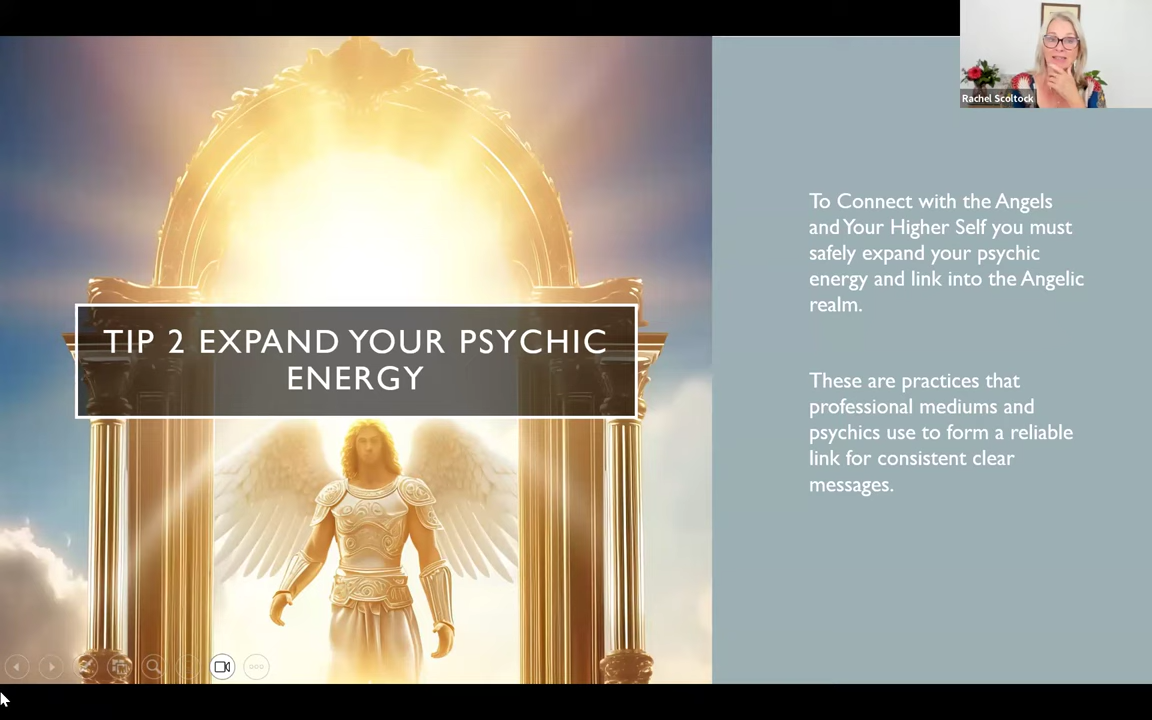 Rachel Scoltock
TIP 2 EXPAND YOUR PSYCHIC
ENERGY
To Connect with the Angels
and Your Higher Self you must
safely expand your psychic
energy and link into the Angelic
realm.
These are practices that
professional mediums and
psychics use to form a reliable
link for consistent clear
messages.